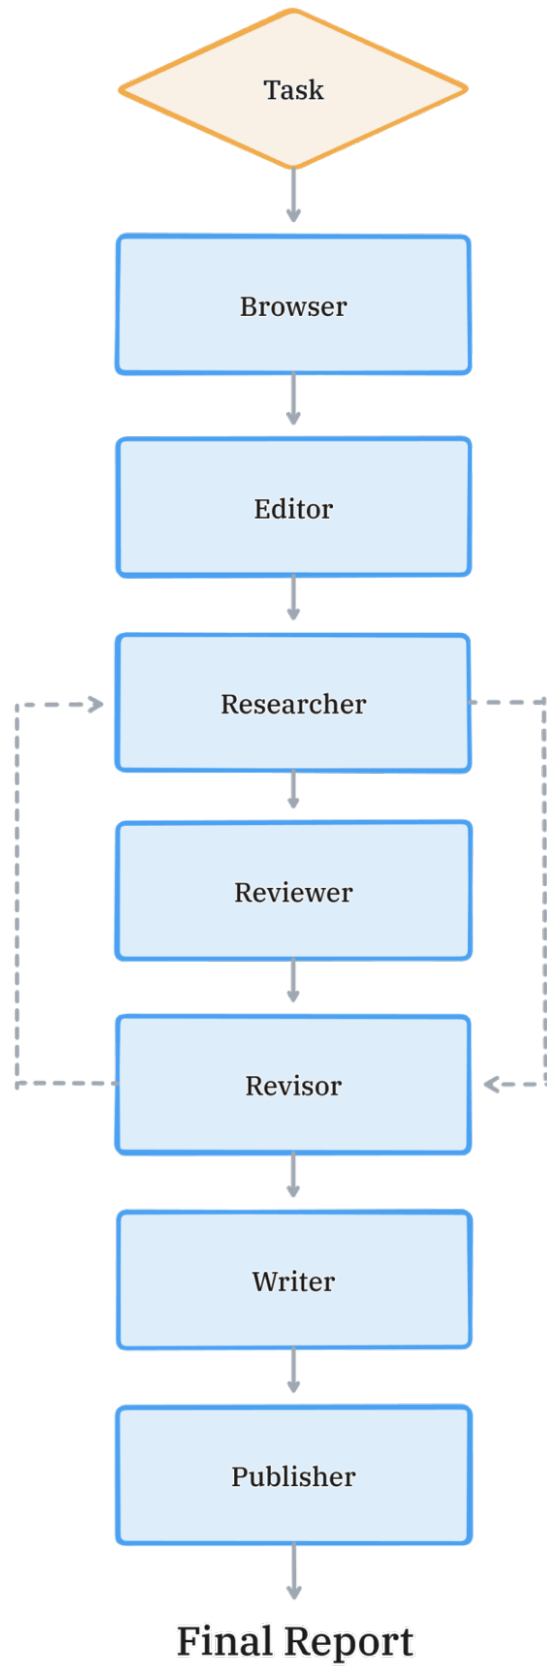 Task
Browser
Editor
Researcher
Reviewer
Revisor
Writer
Publisher
Final Report